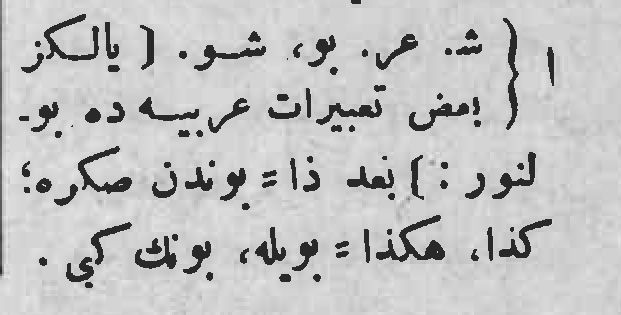 ا { شـ. عر. بو، شو. [ يالـكز
بعض تعبيرات عربيـه ده بو-
لنور : ] بعد ذا = بوندن صكره؛
كذا، هكذا = بويله، بونك كبي .